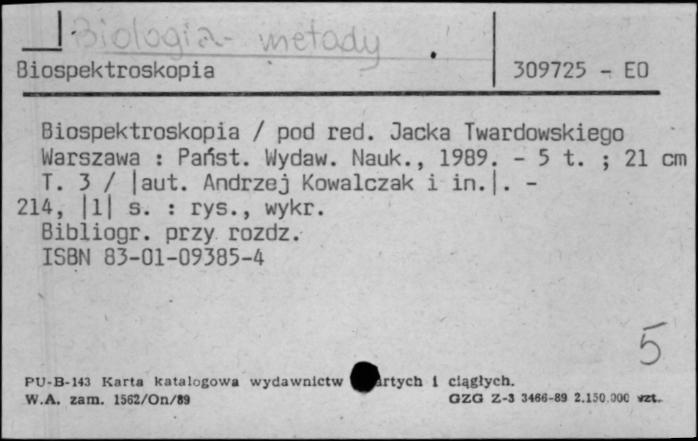 Biologia - metody
Biospektroskopia 309725 - EO
Biospektroskopia / pod red. Jacka Twardowskiego
Warszawa : Państ. Wydaw. Nauk., 1989. - 5 t. ; 21 cm
T. 3 / |aut. Andrzej Kowalczak i in.|. -
214, |1| s. : rys., wykr.
Bibliogr. przy rozdz.
ISBN 83-01-09385-4
5
PU-B-143 Karta katalogowa wydawnictw artych i ciągłych.
W.A. zam. 1562/On/89 GZG Z-3 3466-89 2.150.000 szt.